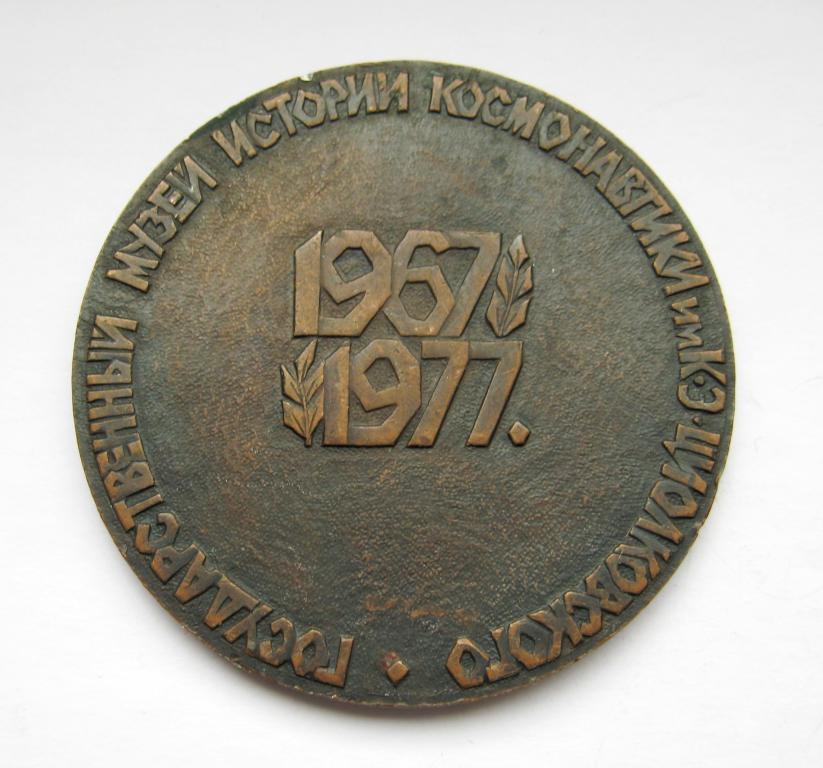 ГОСУДАРСТВЕННЫЙ МУЗЕЙ ИСТОРИИ КОСМОНАВТИКИ им. К·Э·ЦИОЛКОВСКОГО
1967
1977.